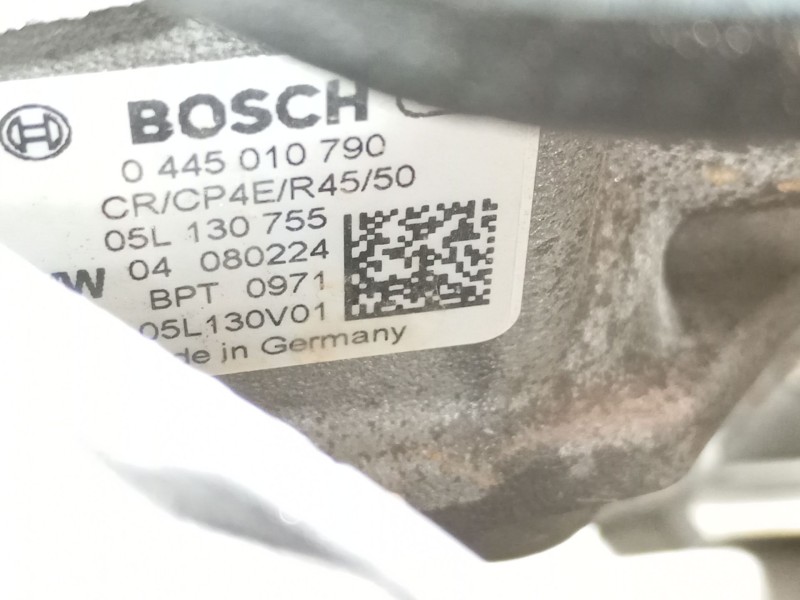 BOSCH
0 445 010 790
CR/CP4E/R45/50
05L 130 755
04 080224
BPT 0971
05L130V01
in Germany